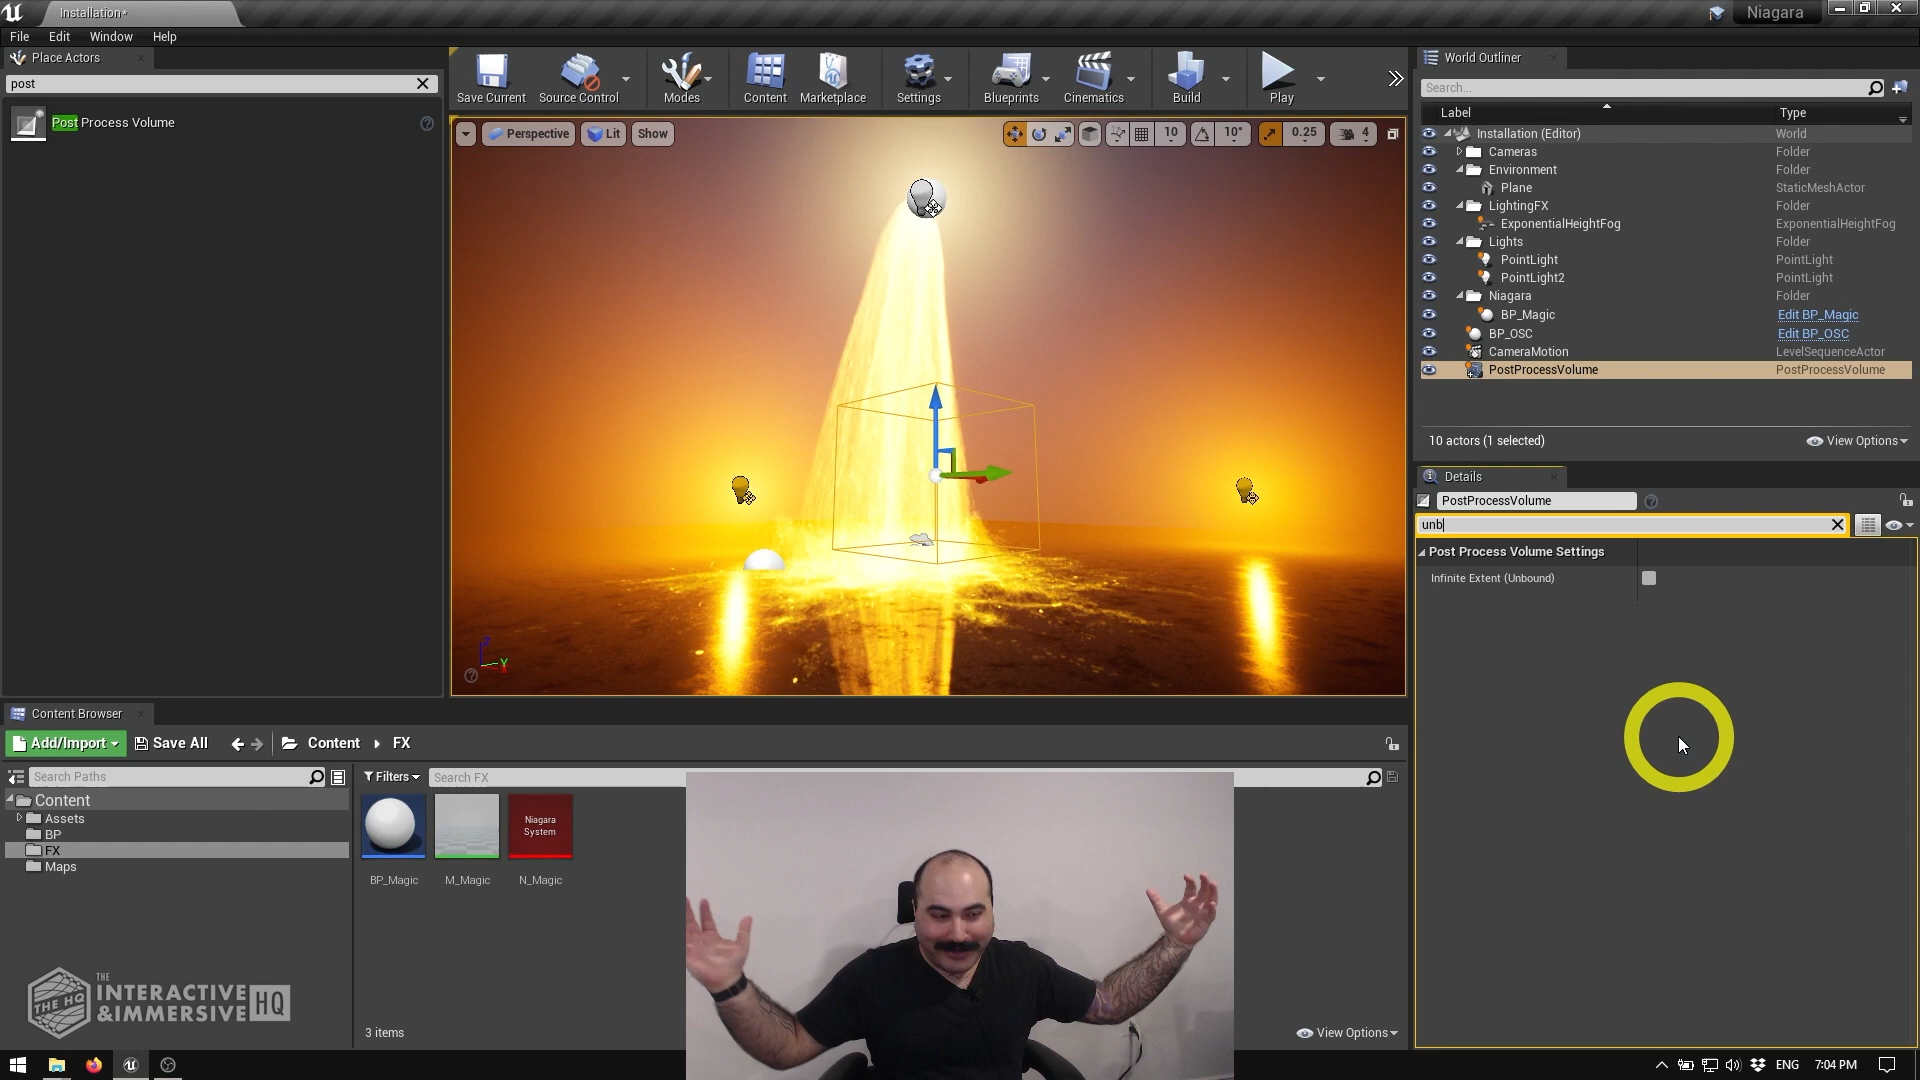 Installation*
Niagara
File
Edit
Window
Help
Place Actors
post
Post Process Volume
Save Current
Source Control
Modes
Content
Marketplace
Settings
Blueprints
Cinematics
Build
Play
Perspective
Lit
Show
10
10°
0.25
4
Z
Y
World Outliner
Search...
Label
Type
Installation (Editor)
World
Cameras
Folder
Environment
Folder
Plane
StaticMeshActor
LightingFX
Folder
ExponentialHeightFog
ExponentialHeightFog
Lights
Folder
PointLight
PointLight
PointLight2
PointLight
Niagara
Folder
BP_Magic
Edit BP_Magic
BP_OSC
Edit BP_OSC
CameraMotion
LevelSequenceActor
PostProcessVolume
PostProcessVolume
10 actors (1 selected)
View Options
Details
PostProcessVolume
unb
Post Process Volume Settings
Infinite Extent (Unbound)
Content Browser
Add/Import
Save All
Content
FX
Search Paths
Filters
Search FX
Content
Assets
BP
FX
Maps
Niagara
System
BP_Magic
M_Magic
N_Magic
3 items
View Options
THE HQ
THE
INTERACTIVE
&IMMERSIVE
HQ
ENG
7:04 PM